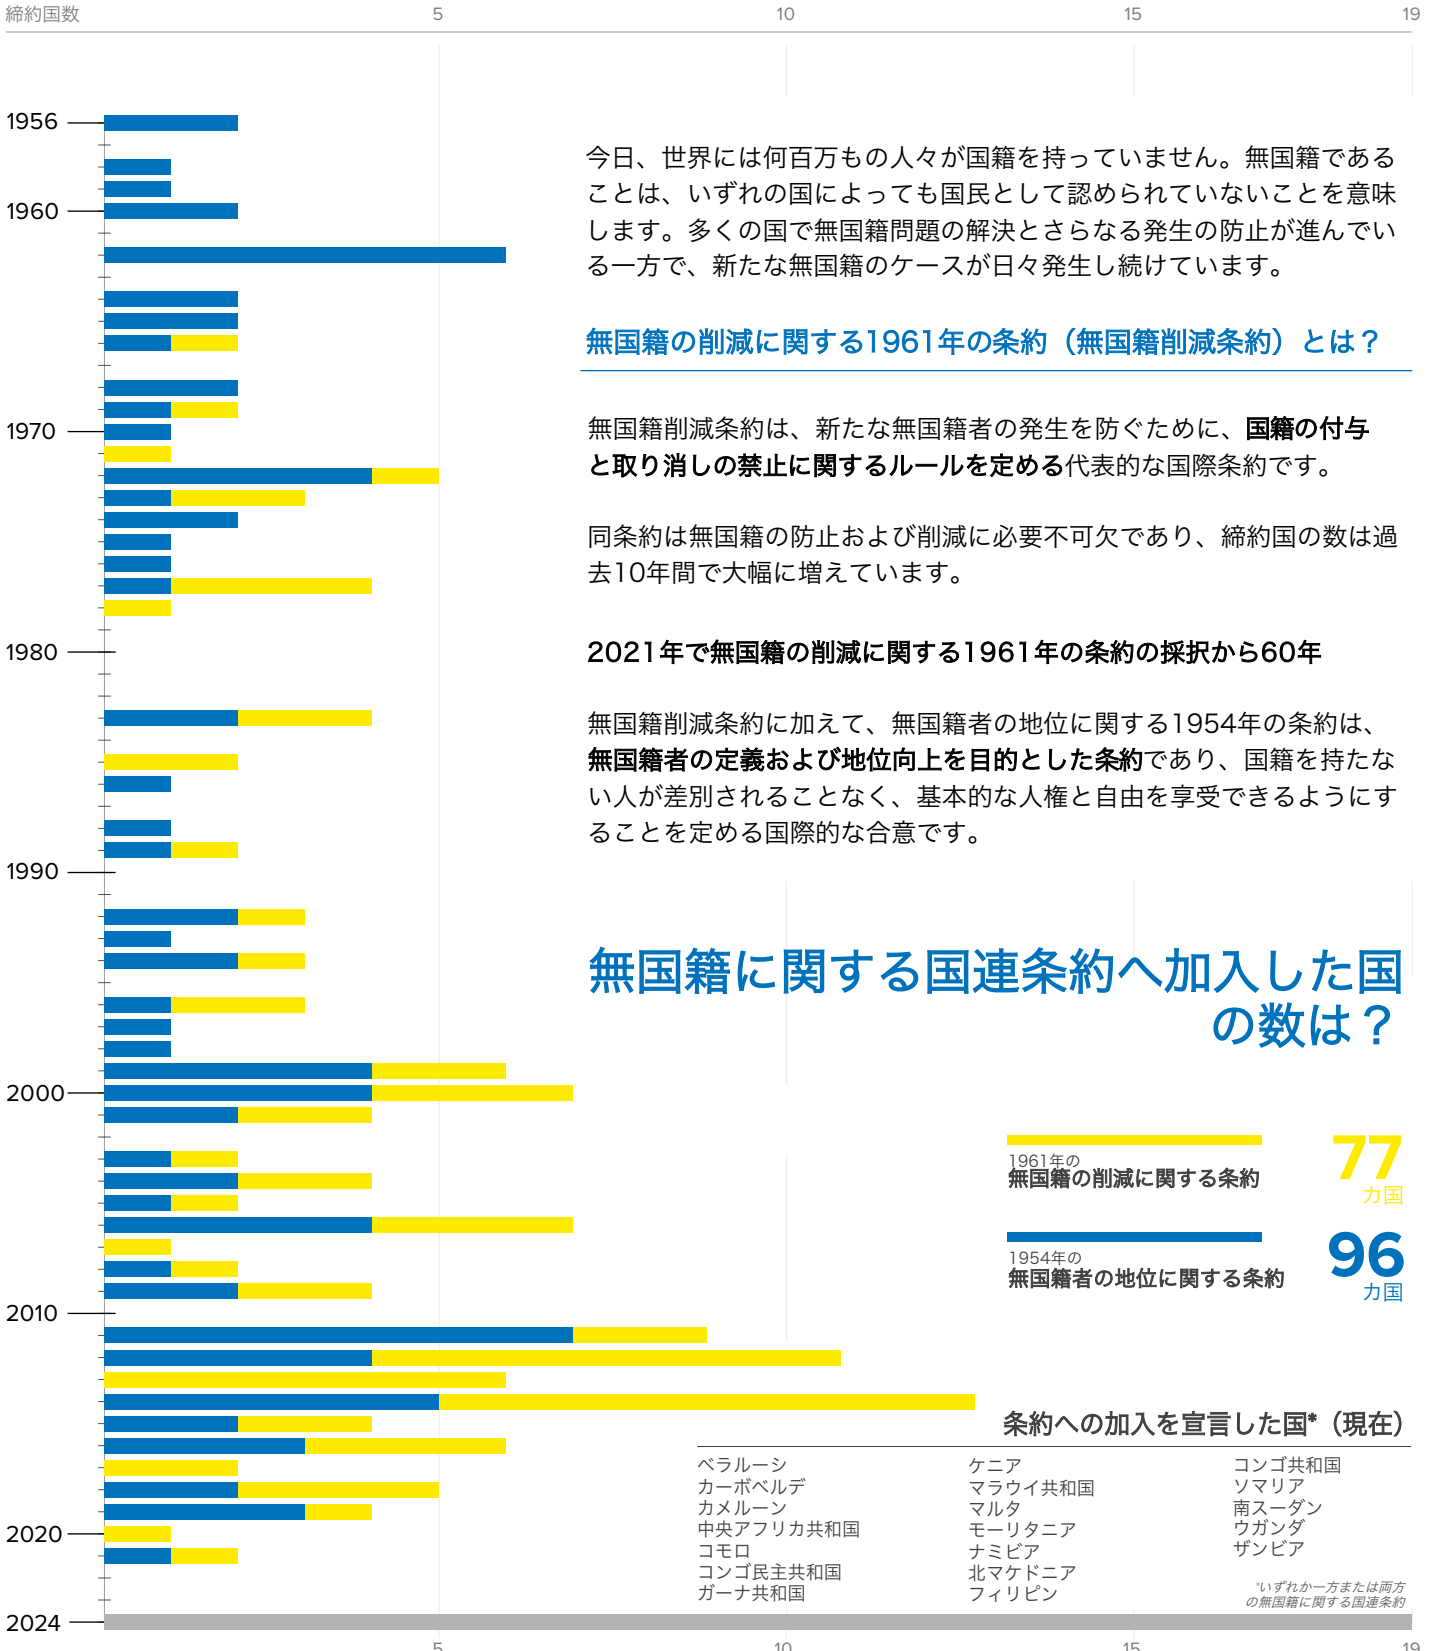 締約国数
5
10
15
19
1956
1960
1970
1980
1990
2000
2010
2020
2024
今日、世界には何百万もの人々が国籍を持っていません。無国籍である
ことは、いずれの国によっても国民として認められていないことを意味
します。多くの国で無国籍問題の解決とさらなる発生の防止が進んでい
る一方で、新たな無国籍のケースが日々発生し続けています。
無国籍の削減に関する1961年の条約（無国籍削減条約）とは？
無国籍削減条約は、新たな無国籍者の発生を防ぐために、国籍の付与
と取り消しの禁止に関するルールを定める代表的な国際条約です。
同条約は無国籍の防止および削減に必要不可欠であり、締約国の数は過
去10年間で大幅に増えています。
2021年で無国籍の削減に関する1961年の条約の採択から60年
無国籍削減条約に加えて、無国籍者の地位に関する1954年の条約は、
無国籍者の定義および地位向上を目的とした条約であり、国籍を持たな
い人が差別されることなく、基本的な人権と自由を享受できるようにす
ることを定める国際的な合意です。
無国籍に関する国連条約へ加入した国
の数は？
1961年の
無国籍の削減に関する条約
77
カ国
1954年の
無国籍者の地位に関する条約
96
カ国
条約への加入を宣言した国*（現在）
ベラルーシ
カーボベルデ
カメルーン
中央アフリカ共和国
コモロ
コンゴ民主共和国
ガーナ共和国
ケニア
マラウイ共和国
マルタ
モーリタニア
ナミビア
北マケドニア
フィリピン
コンゴ共和国
ソマリア
南スーダン
ウガンダ
ザンビア
*いずれか一方または両方
の無国籍に関する国連条約
5
10
15
19